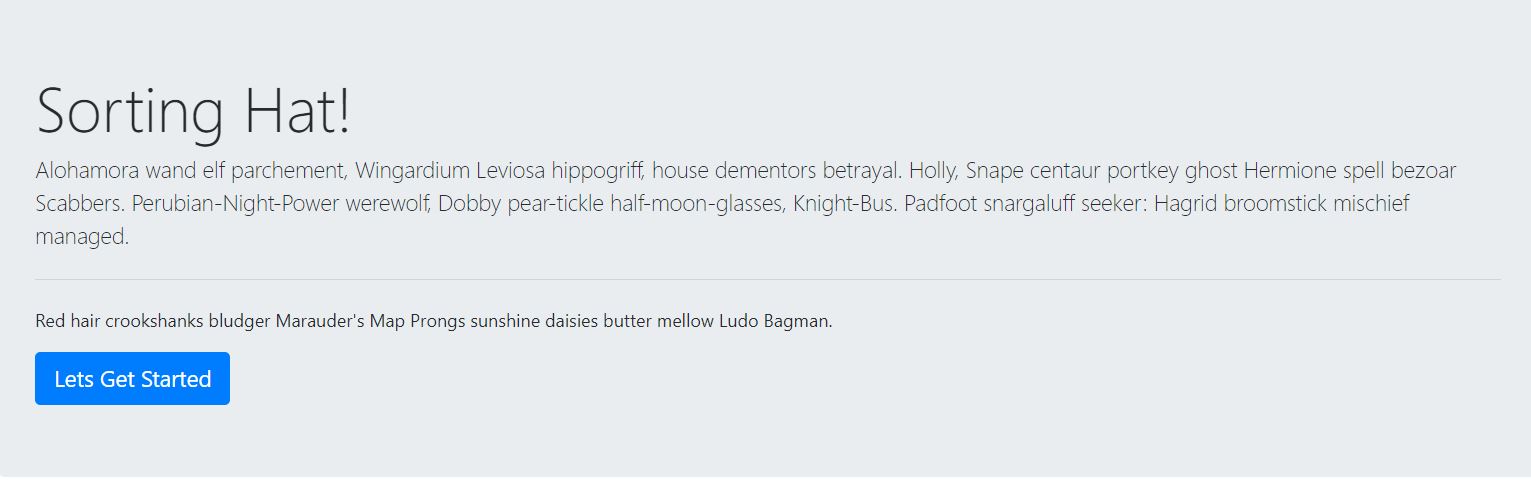 Sorting Hat!
Alohamora wand elf parchement, Wingardium Leviosa hippogriff, house dementors betrayal. Holly, Snape centaur portkey ghost Hermione spell bezoar
Scabbers. Perubian-Night-Power werewolf, Dobby pear-tickle half-moon-glasses, Knight-Bus. Padfoot snargaluff seeker: Hagrid broomstick mischief
managed.
Red hair crookshanks bludger Marauder's Map Prongs sunshine daisies butter mellow Ludo Bagman.
Lets Get Started